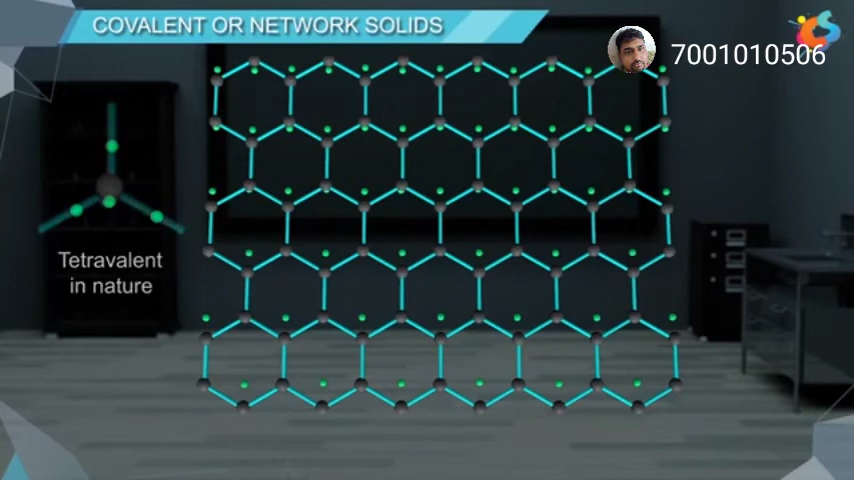 COVALENT OR NETWORK SOLIDS
7001010506
Tetravalent
in nature